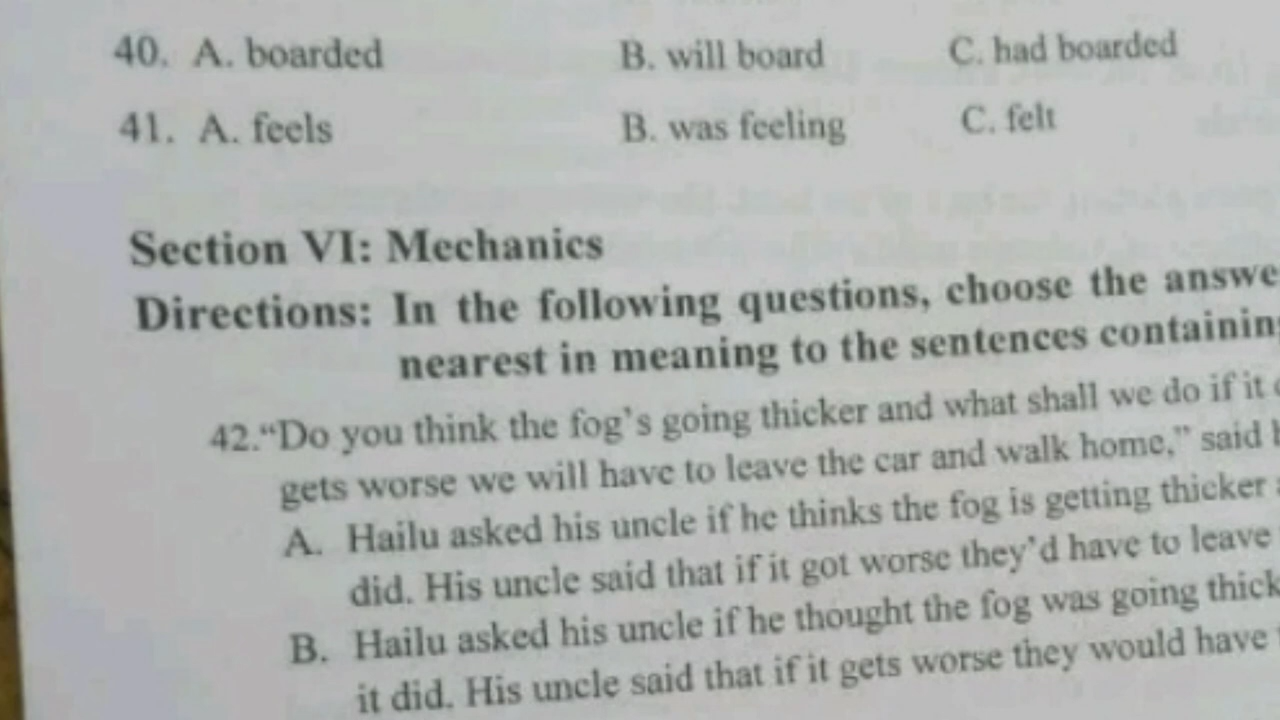 40. A. boarded B. will board C. had boarded
41. A. feels B. was feeling C. felt
Section VI: Mechanics
Directions: In the following questions, choose the answe
nearest in meaning to the sentences containing
42.“Do you think the fog’s going thicker and what shall we do if it
gets worse we will have to leave the car and walk home,” said
A. Hailu asked his uncle if he thinks the fog is getting thicker
did. His uncle said that if it got worse they’d have to leave
B. Hailu asked his uncle if he thought the fog was going thick
it did. His uncle said that if it gets worse they would have